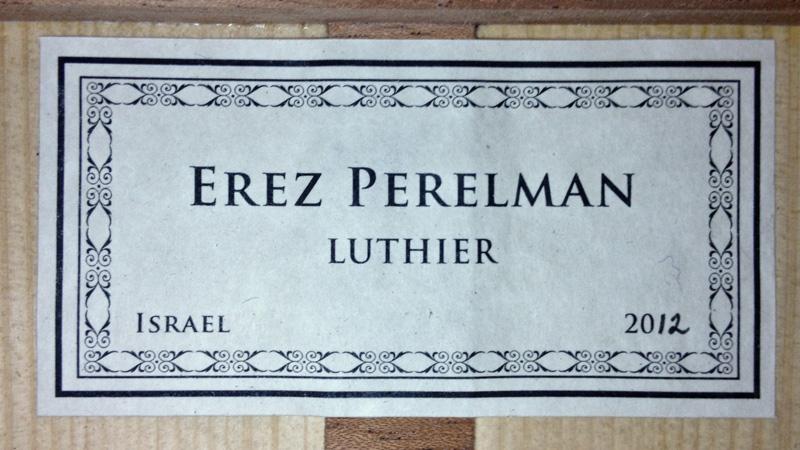 EREZ PERELMAN
LUTHIER
ISRAEL 2012